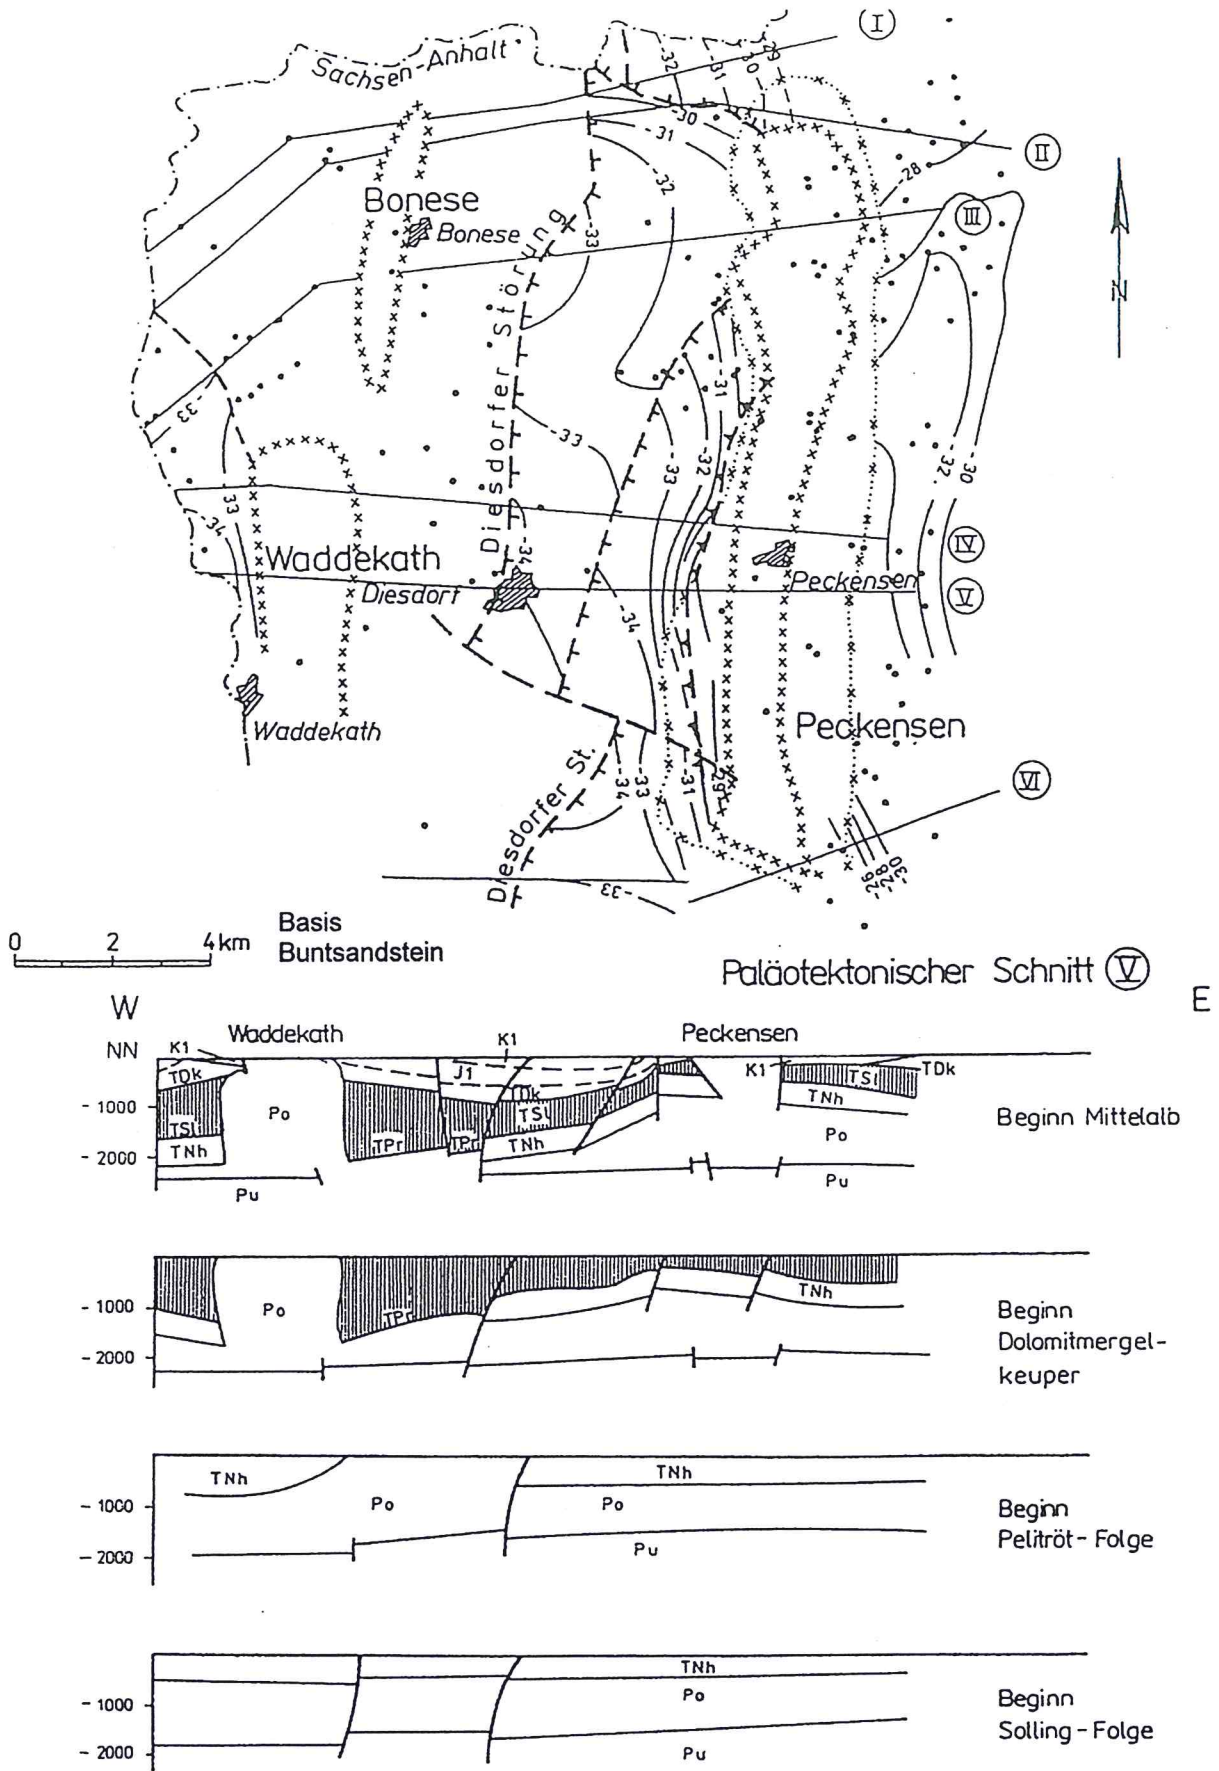 I
Sachsen-Anhalt
-32
-31
-30
-29
-30
-31
II
-28
-32
Bonese
Bonese
III
-33
N
Diesdorfer Störung
-31
-33
-33
-33
-32
-32
-30
-33
-34
-34
IV
Waddekath
Diesdorf
Peckensen
V
-34
Waddekath
Peckensen
Diesdorfer St.
-34
-33
-31
-29
VI
-33
-26
-28
-30
0 2 4 km
Basis
Buntsandstein
Paläotektonischer Schnitt V
W
E
Waddekath
K1
Peckensen
NN
K1
TDk
J1
TDk
K1
TSl
TDk
- 1000
Po
TSl
TNh
Beginn Mittelalb
TSl
TPr
TPr
TNh
Po
TNh
- 2000
Pu
Pu
TNh
- 1000
Po
TPr
Beginn
Dolomitmergel-
keuper
- 2000
TNh
TNh
- 1000
Po
Po
Beginn
Pelitröt-Folge
- 2000
Pu
TNh
Po
- 1000
Beginn
Solling-Folge
- 2000
Pu